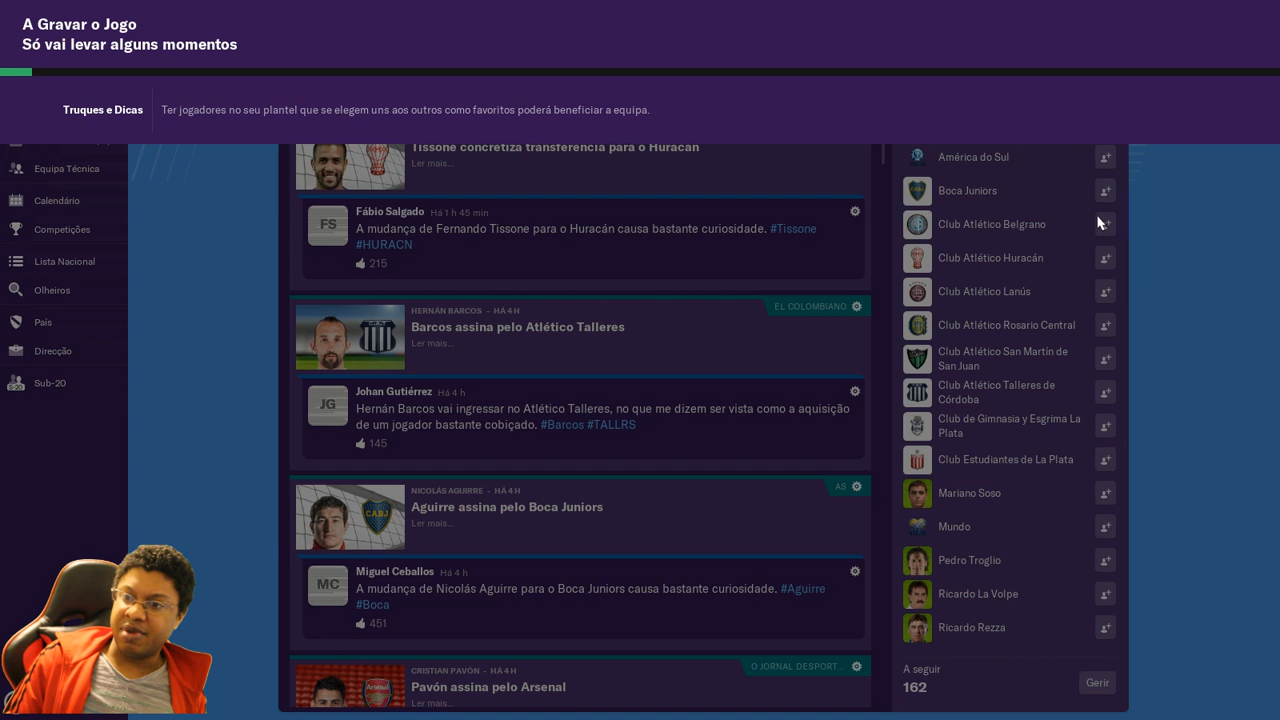 A Gravar o Jogo
Só vai levar alguns momentos
Truques e Dicas
Ter jogadores no seu plantel que se elegem uns aos outros como favoritos poderá beneficiar a equipa.
Equipa Técnica
Calendário
Competições
Lista Nacional
Olheiros
País
Direcção
Sub-20
Tissone concretiza transferência para o Huracán
Ler mais...
FS
Fábio Salgado Há 1 h 45 min
A mudança de Fernando Tissone para o Huracán causa bastante curiosidade. #Tissone
#HURACN
215
HERNÁN BARCOS - HÁ 4 H
EL COLOMBIANO
Barcos assina pelo Atlético Talleres
Ler mais...
JG
Johan Gutiérrez Há 4 h
Hernán Barcos vai ingressar no Atlético Talleres, no que me dizem ser vista como a aquisição
de um jogador bastante cobiçado. #Barcos #TALLRS
145
NICOLÁS AGUIRRE - HÁ 4 H
AS
Aguirre assina pelo Boca Juniors
Ler mais...
CABJ
MC
Miguel Ceballos Há 4 h
A mudança de Nicolás Aguirre para o Boca Juniors causa bastante curiosidade. #Aguirre
#Boca
451
CRISTIAN PAVÓN - HÁ 4 H
O JORNAL DESPORT...
Pavón assina pelo Arsenal
Ler mais...
Arsenal
América do Sul
Boca Juniors
Club Atlético Belgrano
Club Atlético Huracán
Club Atlético Lanús
Club Atlético Rosario Central
Club Atlético San Martín de
San Juan
Club Atlético Talleres de
Córdoba
Club de Gimnasia y Esgrima La
Plata
Club Estudiantes de La Plata
Mariano Soso
Mundo
Pedro Troglio
Ricardo La Volpe
Ricardo Rezza
A seguir
162
Gerir